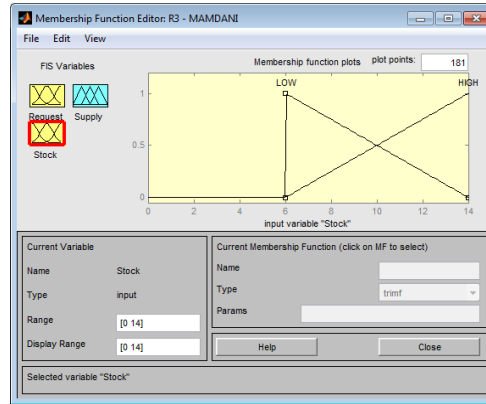 Membership Function Editor: R3 - MAMDANI
File Edit View
FIS Variables
Membership function plots plot points: 181
Request Supply
Stock
LOW HIGH
1
0.5
0
0 2 4 6 8 10 12 14
input variable "Stock"
Current Variable
Name Stock
Type input
Range [0 14]
Display Range [0 14]
Current Membership Function (click on MF to select)
Name
Type trimf
Params
Help Close
Selected variable "Stock"